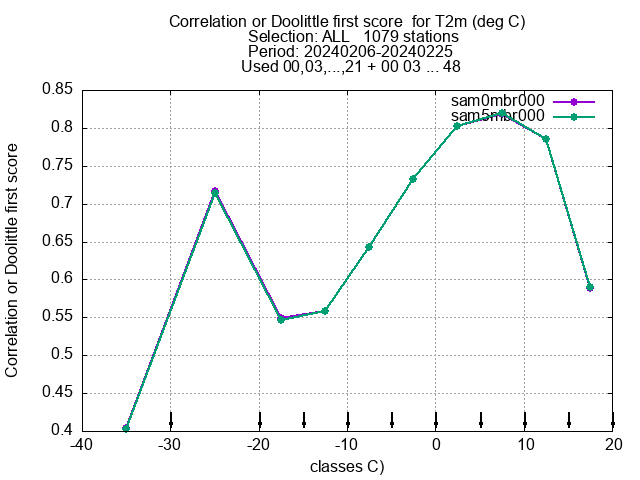 Correlation or Doolittle first score  for T2m (deg C)
Selection: ALL   1079 stations
Period: 20240206-20240225
Used 00,03,...,21 + 00 03 ... 48
sam0mbr000
sam5mbr000
Correlation or Doolittle first score
0.85
0.8
0.75
0.7
0.65
0.6
0.55
0.5
0.45
0.4
-40 -30 -20 -10 0 10 20
classes C)